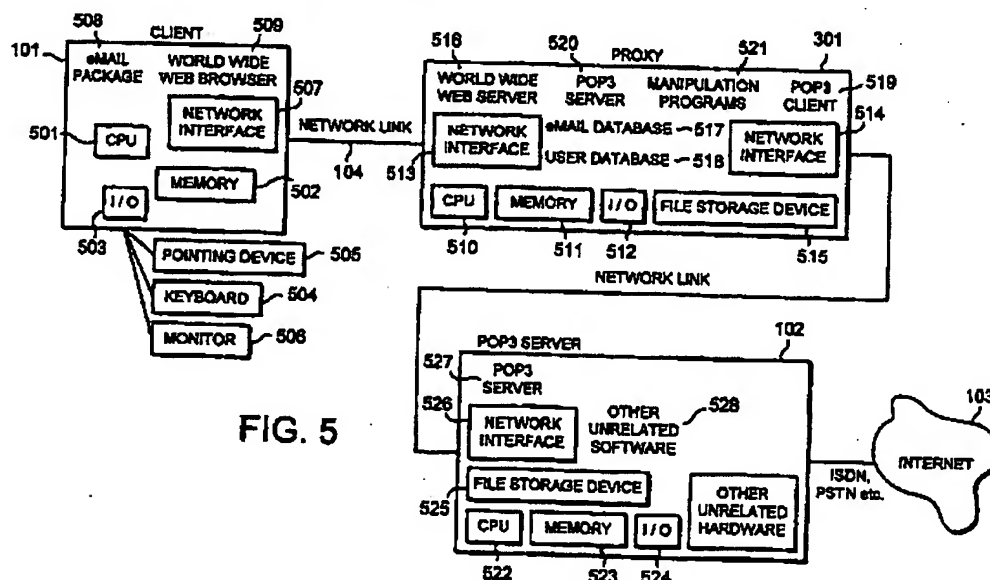 508
CLIENT
509
101
eMAIL PACKAGE
WORLD WIDE WEB BROWSER
507
NETWORK INTERFACE
501
CPU
MEMORY
502
I/O
503
NETWORK LINK
104
POINTING DEVICE
505
KEYBOARD
504
MONITOR
506
516
520
PROXY
521
301
WORLD WIDE WEB SERVER
POP3 SERVER
MANIPULATION PROGRAMS
POP3 CLIENT
519
NETWORK INTERFACE
513
eMAIL DATABASE
517
USER DATABASE
518
NETWORK INTERFACE
514
CPU
MEMORY
I/O
FILE STORAGE DEVICE
510
511
512
515
NETWORK LINK
POP3 SERVER
102
527
POP3 SERVER
526
NETWORK INTERFACE
OTHER UNRELATED SOFTWARE
528
FILE STORAGE DEVICE
525
CPU
MEMORY
I/O
OTHER UNRELATED HARDWARE
522
523
524
103
INTERNET
ISDN, PSTN etc.
FIG. 5